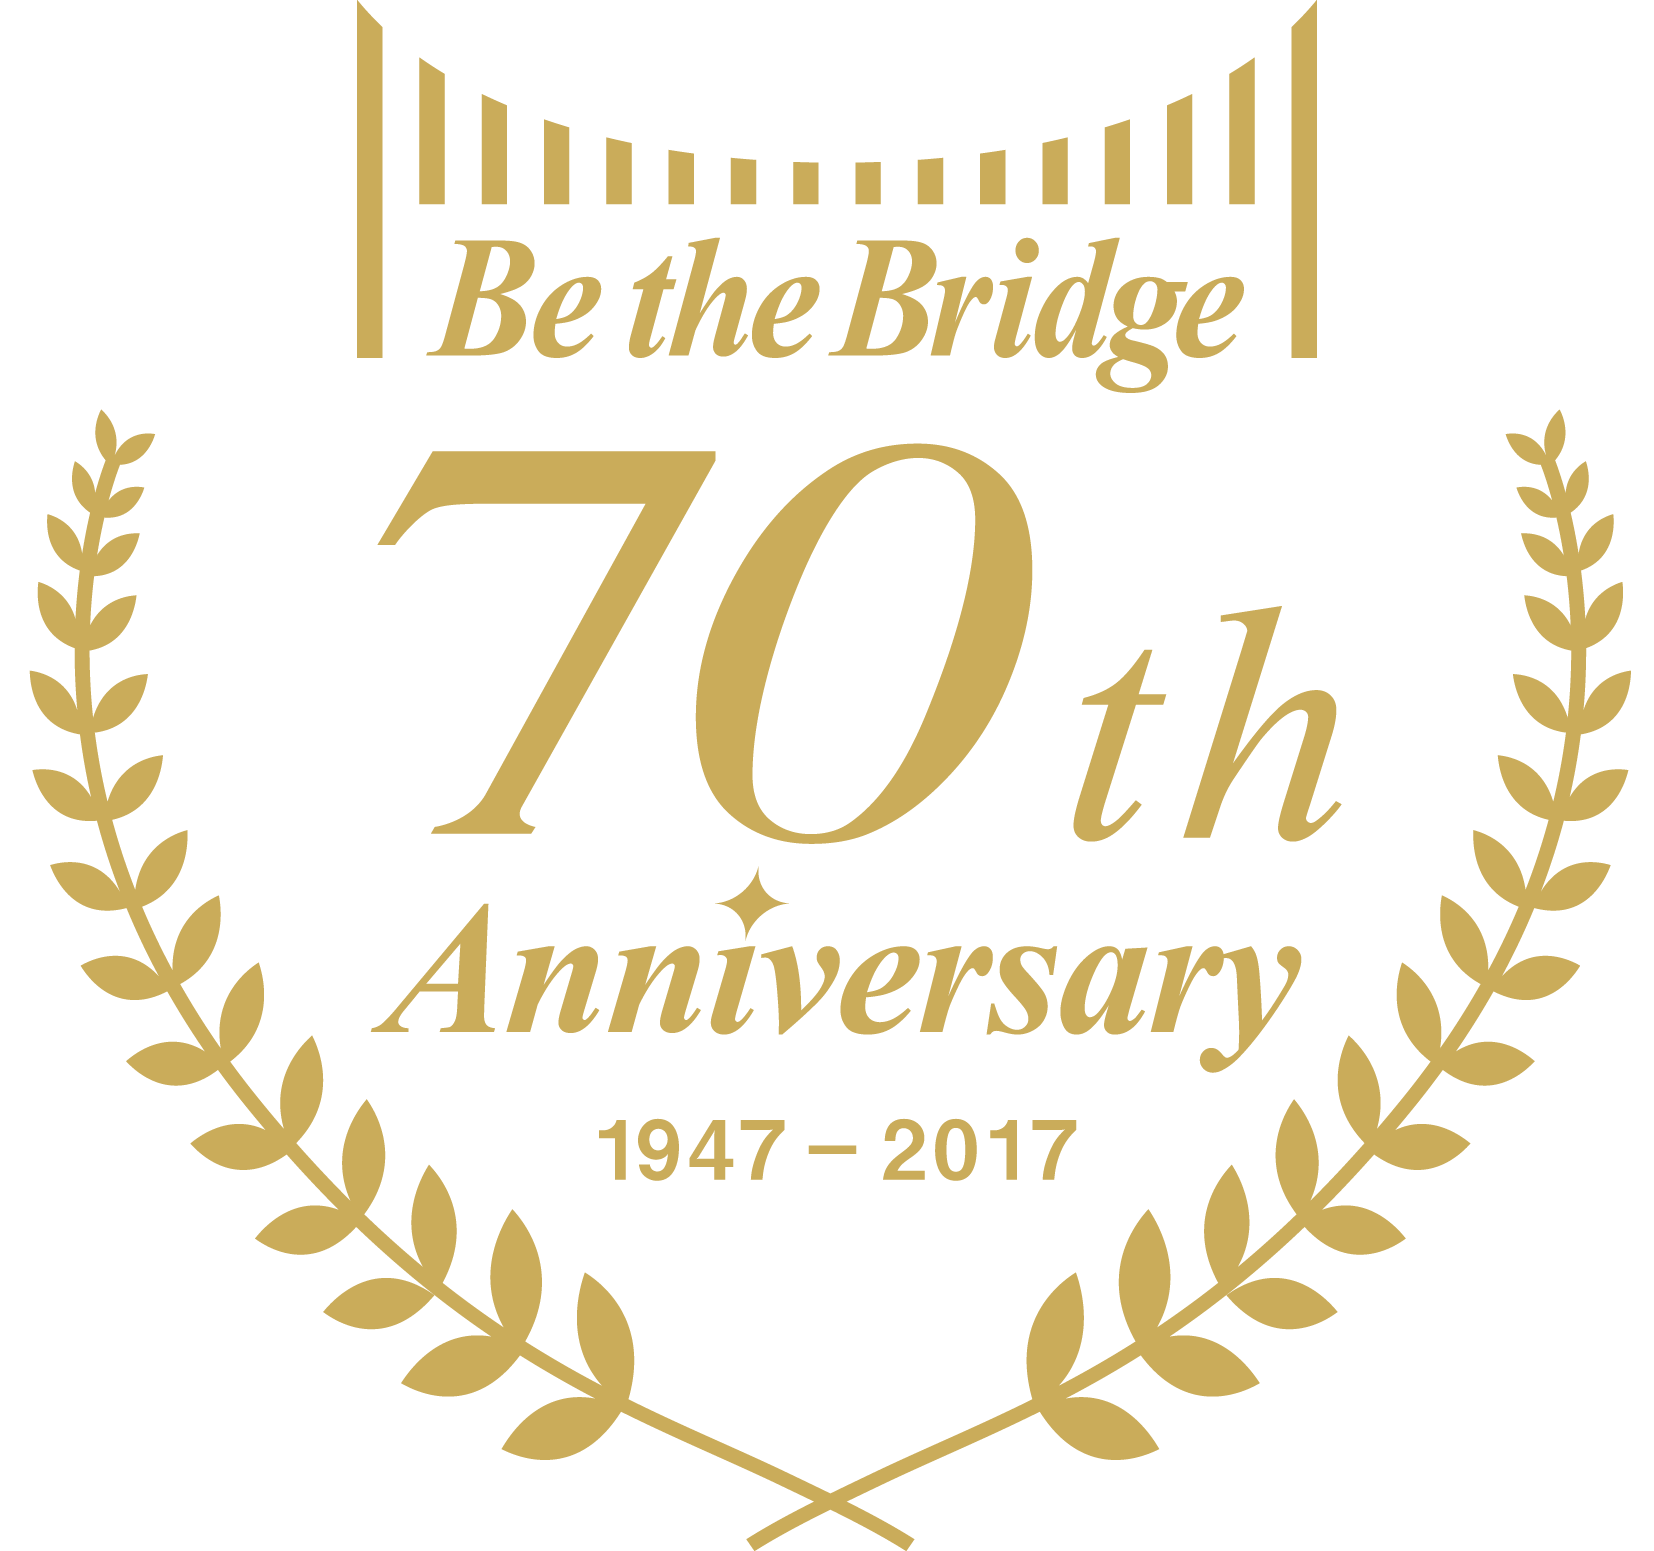 Be the Bridge
70th
Anniversary
1947 – 2017